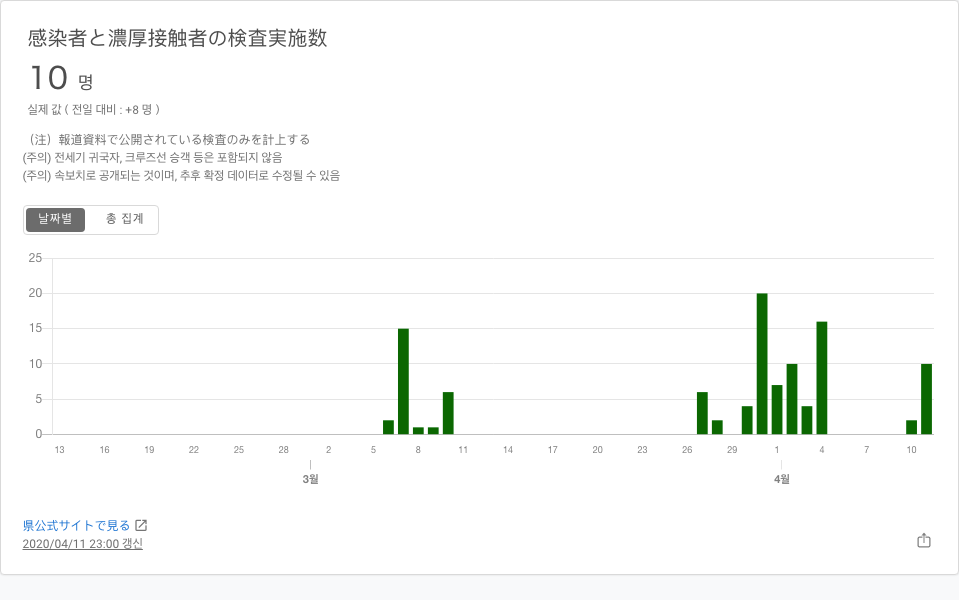 感染者と濃厚接触者の検査実施数
10 명
실제 값 ( 전일 대비 : +8 명 )
（注）報道資料で公開されている検査のみを計上する
(주의) 전세기 귀국자, 크루즈선 승객 등은 포함되지 않음
(주의) 속보치로 공개되는 것이며, 추후 확정 데이터로 수정될 수 있음
날짜별 총 집계
25
20
15
10
5
0
13 16 19 22 25 28 2 5 8 11 14 17 20 23 26 29 1 4 7 10
3월 4월
県公式サイトで見る
2020/04/11 23:00 갱신